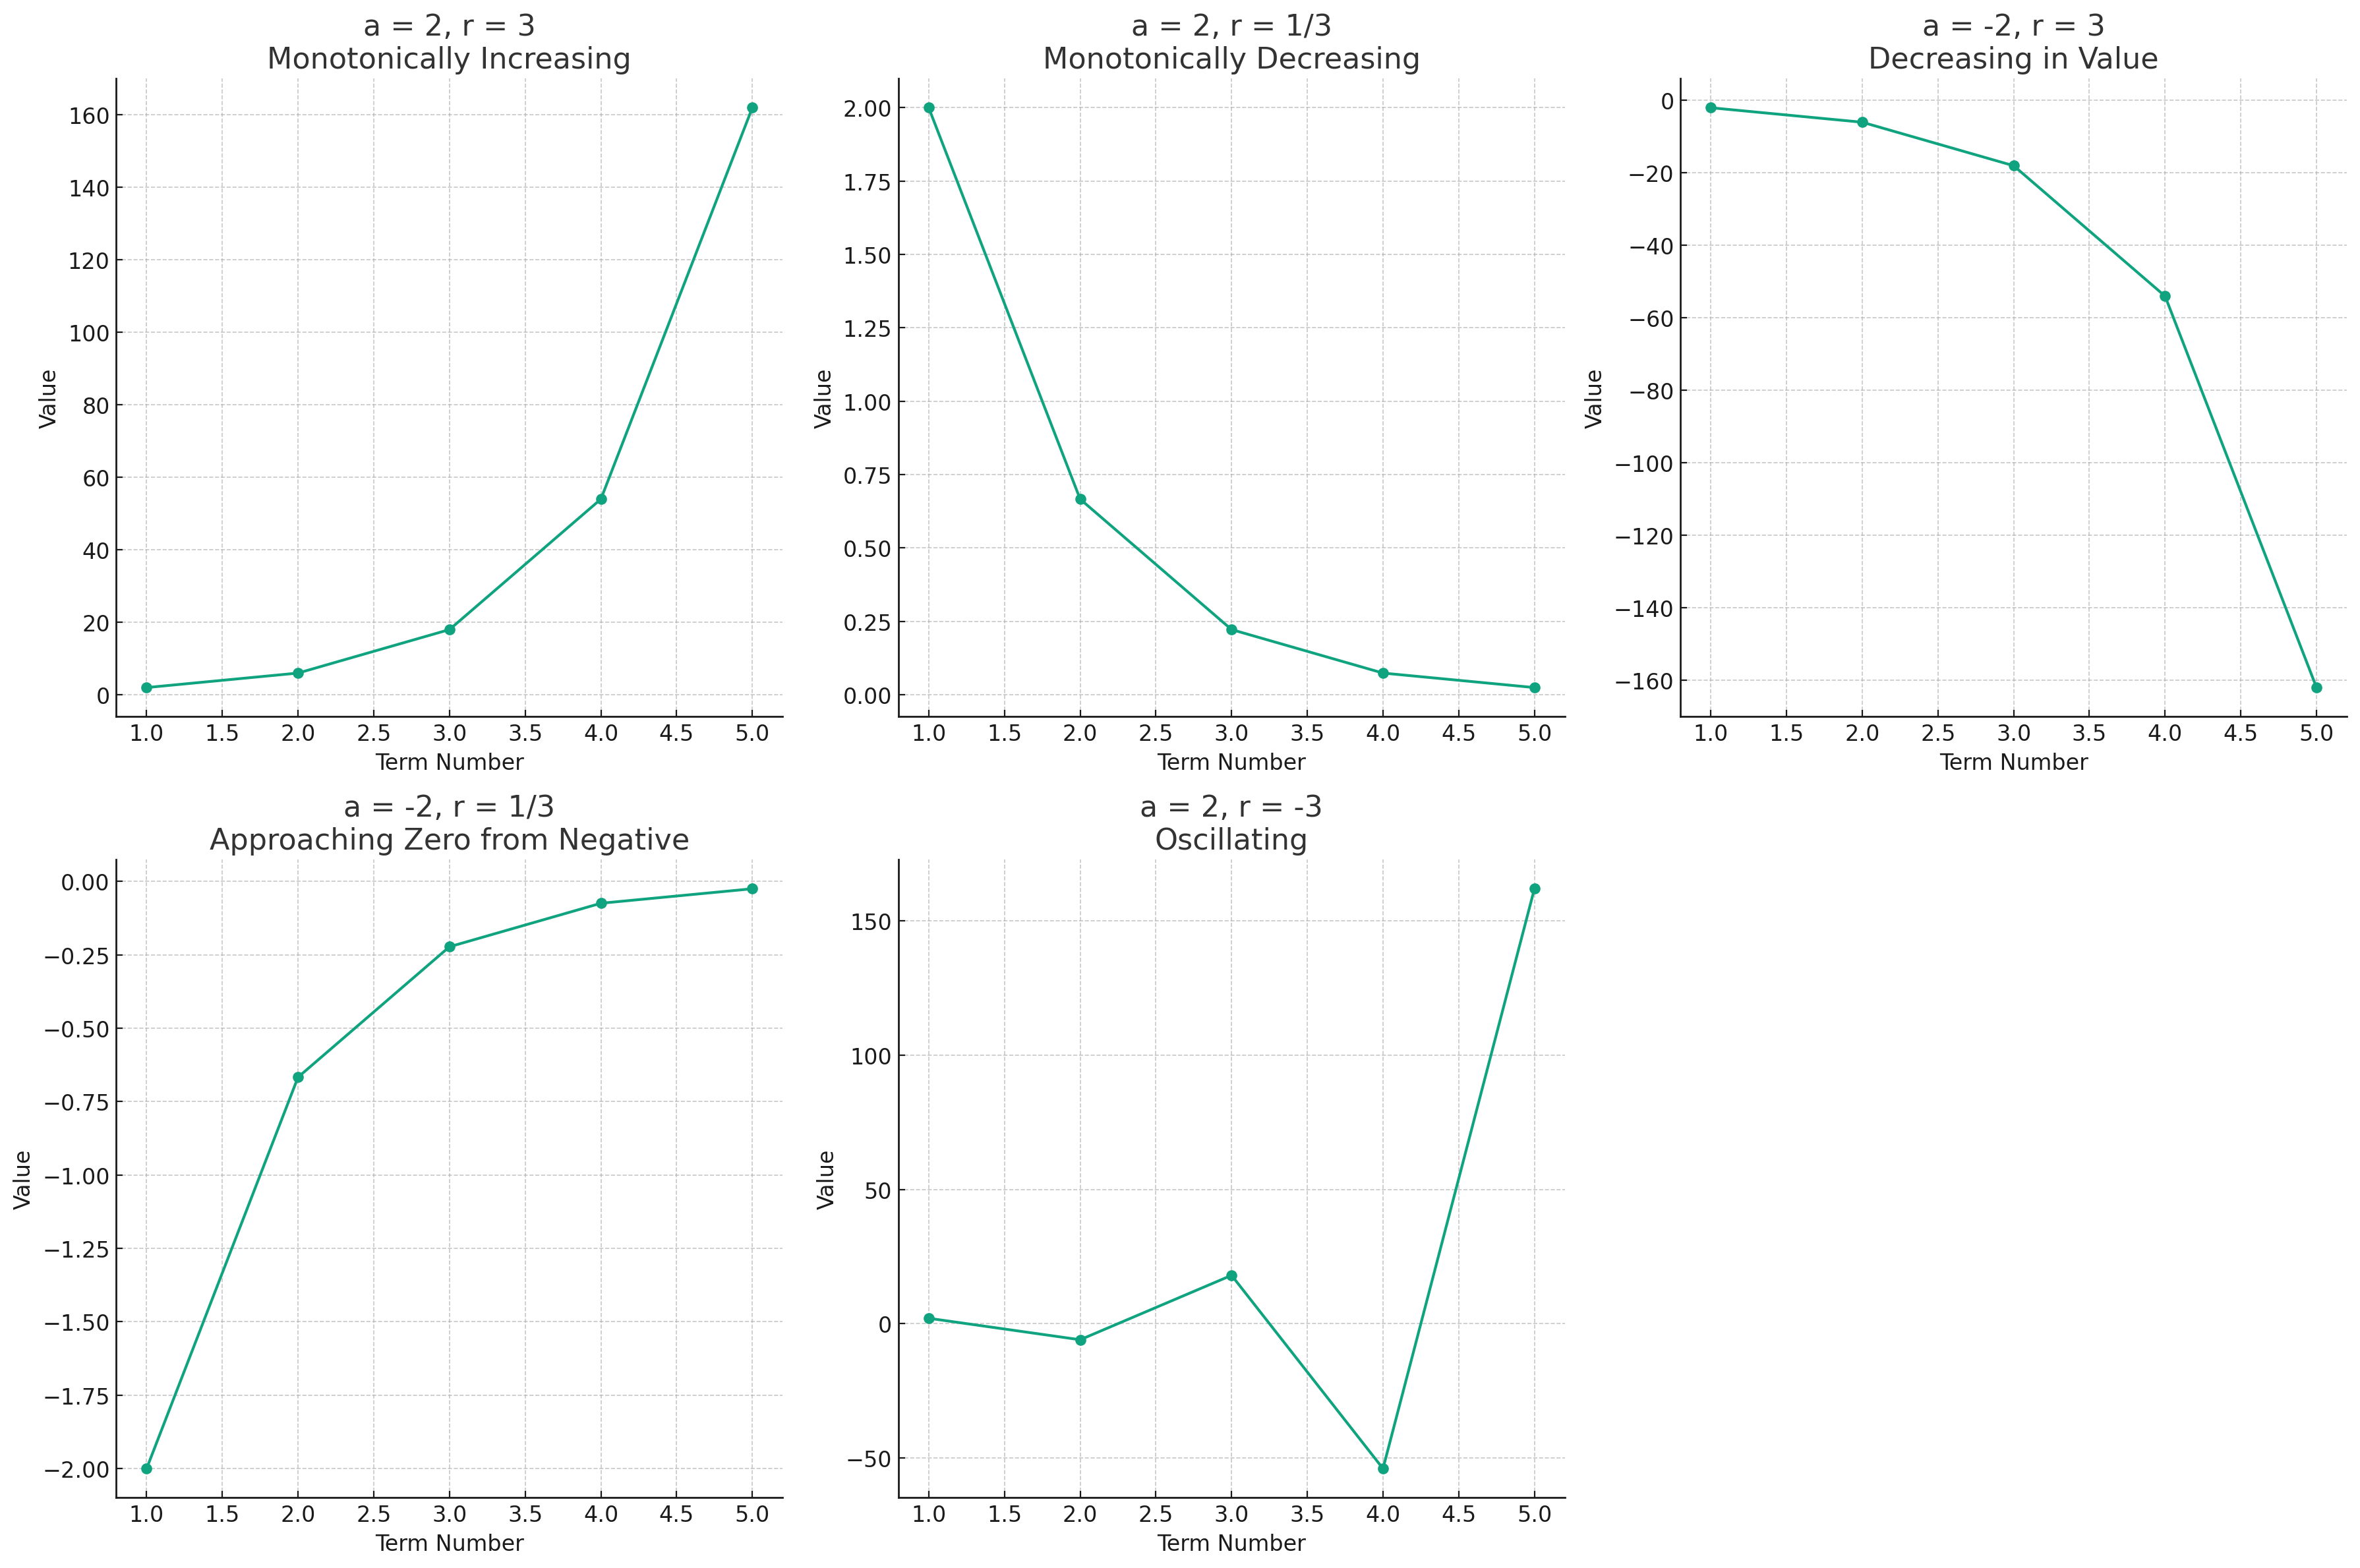 a = 2, r = 3
Monotonically Increasing
160
140
120
100
80
60
40
20
0
Value
1.0 1.5 2.0 2.5 3.0 3.5 4.0 4.5 5.0
Term Number
a = 2, r = 1/3
Monotonically Decreasing
2.00
1.75
1.50
1.25
1.00
0.75
0.50
0.25
0.00
Value
1.0 1.5 2.0 2.5 3.0 3.5 4.0 4.5 5.0
Term Number
a = -2, r = 3
Decreasing in Value
0
−20
−40
−60
−80
−100
−120
−140
−160
Value
1.0 1.5 2.0 2.5 3.0 3.5 4.0 4.5 5.0
Term Number
a = -2, r = 1/3
Approaching Zero from Negative
0.00
−0.25
−0.50
−0.75
−1.00
−1.25
−1.50
−1.75
−2.00
Value
1.0 1.5 2.0 2.5 3.0 3.5 4.0 4.5 5.0
Term Number
a = 2, r = -3
Oscillating
150
100
50
0
−50
Value
1.0 1.5 2.0 2.5 3.0 3.5 4.0 4.5 5.0
Term Number